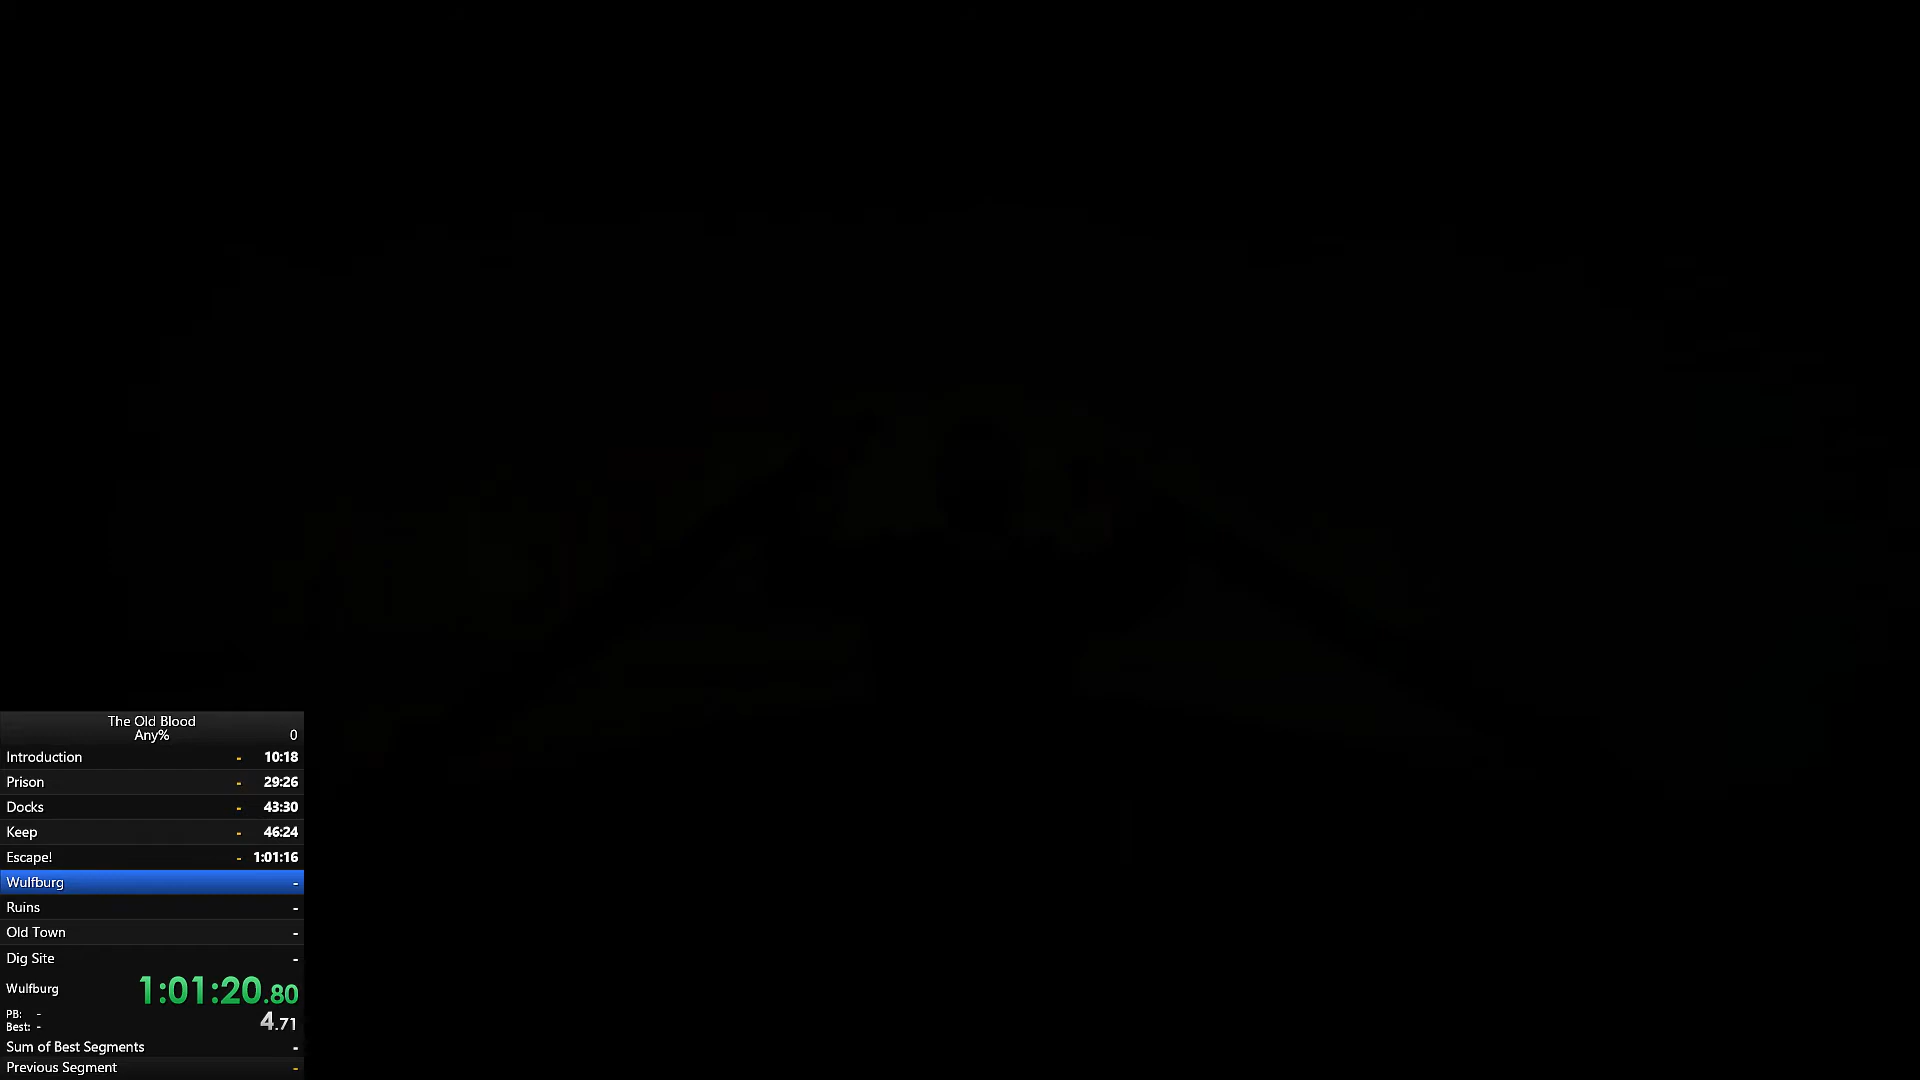 The Old Blood
Any% 0
Introduction - 10:18
Prison - 29:26
Docks - 43:30
Keep - 46:24
Escape! - 1:01:16
Wulfburg -
Ruins -
Old Town -
Dig Site -
Wulfburg 1:01:20.80
PB: -
Best: - 4.71
Sum of Best Segments -
Previous Segment -